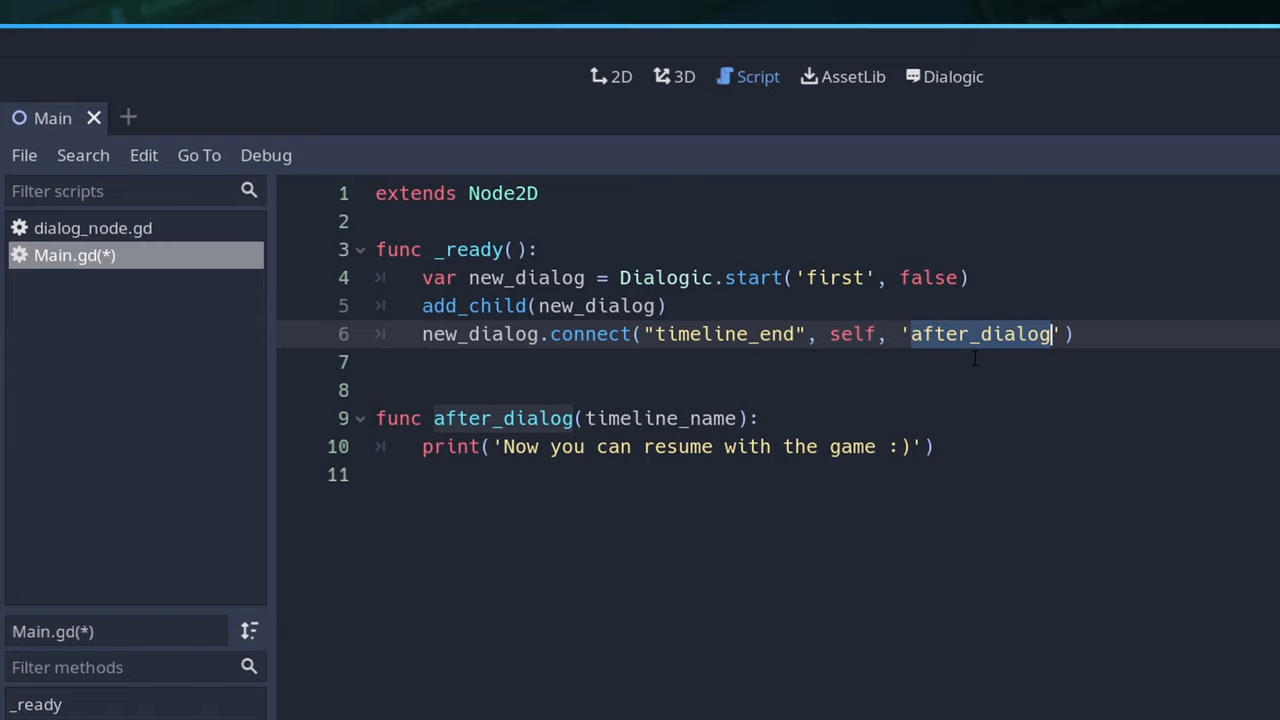 2D 3D Script AssetLib Dialogic
Main
File Search Edit Go To Debug
Filter scripts
dialog_node.gd
Main.gd(*)
Main.gd(*)
Filter methods
_ready
1 extends Node2D
2
3 func _ready():
4 var new_dialog = Dialogic.start('first', false)
5 add_child(new_dialog)
6 new_dialog.connect("timeline_end", self, 'after_dialog')
7
8
9 func after_dialog(timeline_name):
10 print('Now you can resume with the game :)')
11